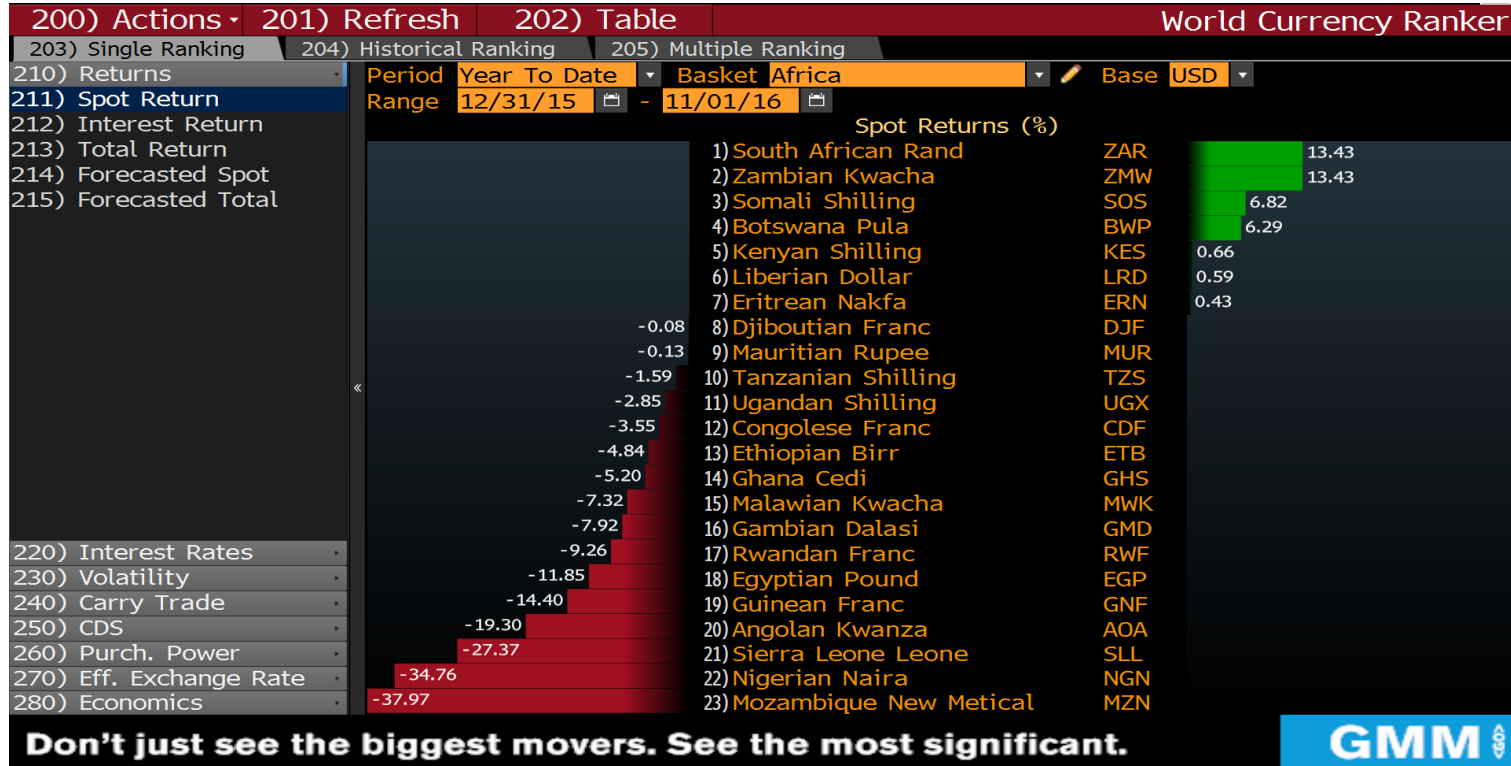 200) Actions 201) Refresh 202) Table World Currency Ranker
203) Single Ranking 204) Historical Ranking 205) Multiple Ranking
210) Returns
211) Spot Return
212) Interest Return
213) Total Return
214) Forecasted Spot
215) Forecasted Total
220) Interest Rates
230) Volatility
240) Carry Trade
250) CDS
260) Purch. Power
270) Eff. Exchange Rate
280) Economics
Period Year To Date Basket Africa Base USD
Range 12/31/15 - 11/01/16
Spot Returns (%)
1) South African Rand ZAR 13.43
2) Zambian Kwacha ZMW 13.43
3) Somali Shilling SOS 6.82
4) Botswana Pula BWP 6.29
5) Kenyan Shilling KES 0.66
6) Liberian Dollar LRD 0.59
7) Eritrean Nakfa ERN 0.43
-0.08 8) Djiboutian Franc DJF
-0.13 9) Mauritian Rupee MUR
-1.59 10) Tanzanian Shilling TZS
-2.85 11) Ugandan Shilling UGX
-3.55 12) Congolese Franc CDF
-4.84 13) Ethiopian Birr ETB
-5.20 14) Ghana Cedi GHS
-7.32 15) Malawian Kwacha MWK
-7.92 16) Gambian Dalasi GMD
-9.26 17) Rwandan Franc RWF
-11.85 18) Egyptian Pound EGP
-14.40 19) Guinean Franc GNF
-19.30 20) Angolan Kwanza AOA
-27.37 21) Sierra Leone Leone SLL
-34.76 22) Nigerian Naira NGN
-37.97 23) Mozambique New Metical MZN
«
Don't just see the biggest movers. See the most significant.
GMM